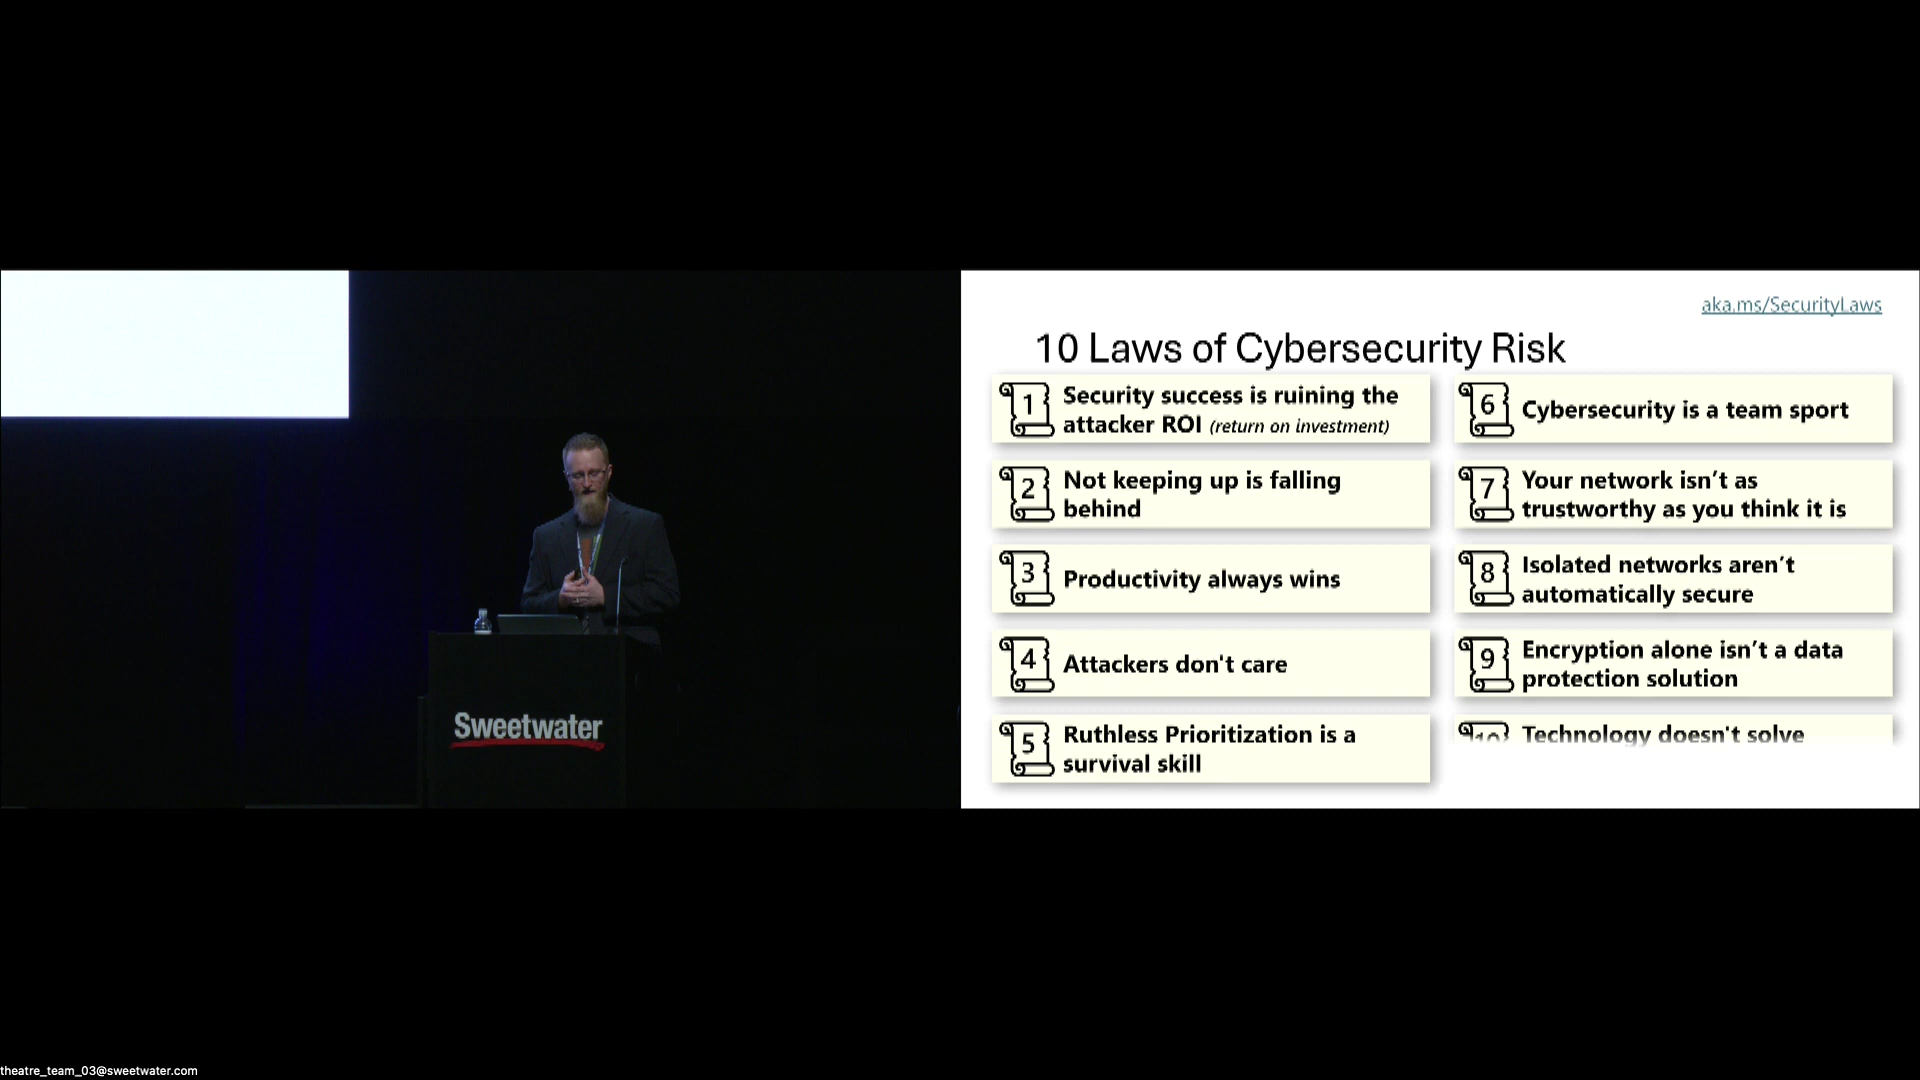 Sweetwater
aka.ms/SecurityLaws
10 Laws of Cybersecurity Risk
1
Security success is ruining the
attacker ROI (return on investment)
2
Not keeping up is falling
behind
3
Productivity always wins
4
Attackers don't care
5
Ruthless Prioritization is a
survival skill
6
Cybersecurity is a team sport
7
Your network isn’t as
trustworthy as you think it is
8
Isolated networks aren’t
automatically secure
9
Encryption alone isn’t a data
protection solution
10
Technology doesn't solve
theatre_team_03@sweetwater.com